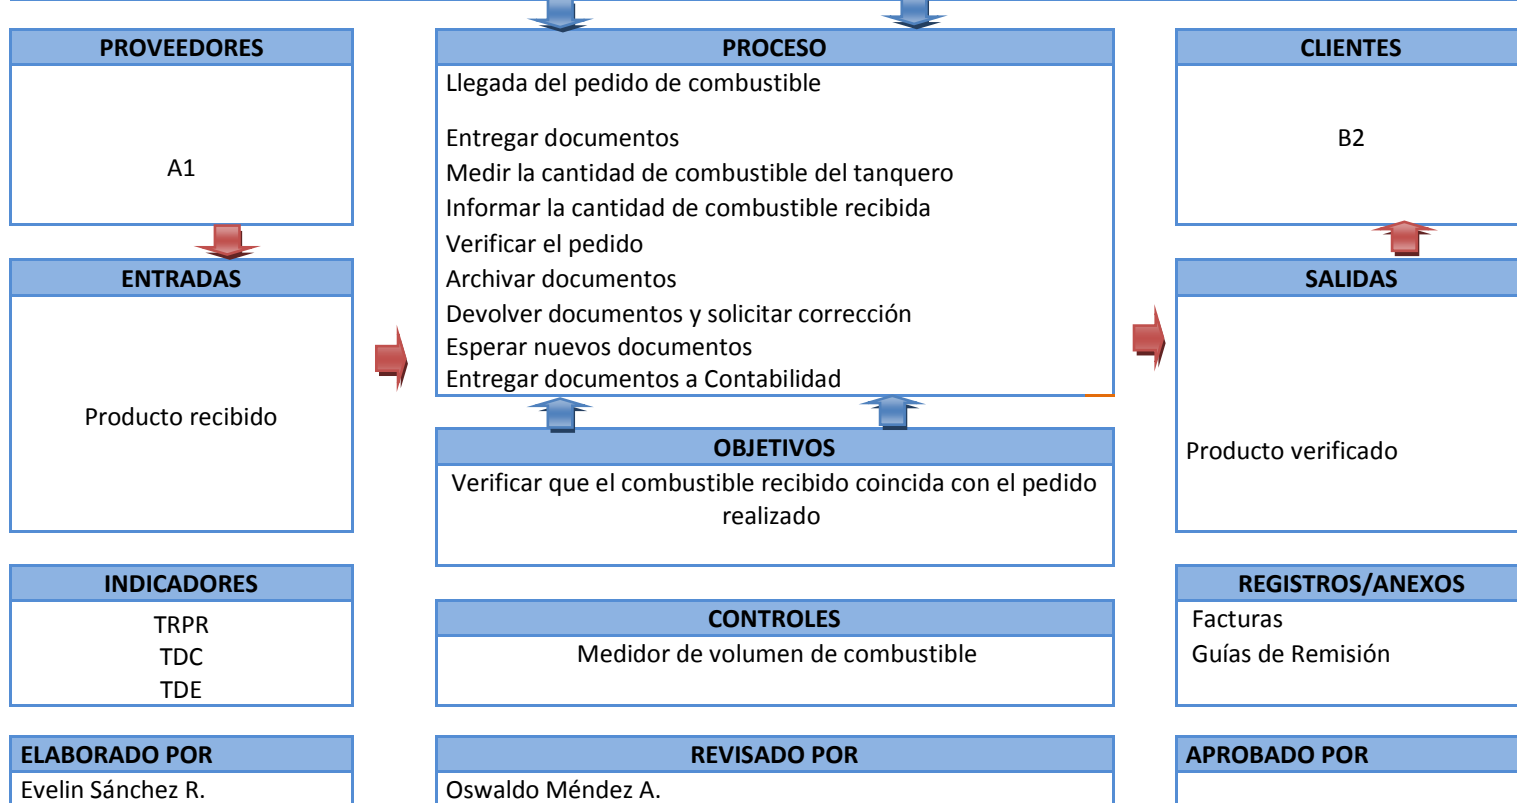 PROVEEDORES
A1
ENTRADAS
Producto recibido
PROCESO
Llegada del pedido de combustible
Entregar documentos
Medir la cantidad de combustible del tanquero
Informar la cantidad de combustible recibida
Verificar el pedido
Archivar documentos
Devolver documentos y solicitar corrección
Esperar nuevos documentos
Entregar documentos a Contabilidad
OBJETIVOS
Verificar que el combustible recibido coincida con el pedido
realizado
CLIENTES
B2
SALIDAS
Producto verificado
INDICADORES
TRPR
TDC
TDE
CONTROLES
Medidor de volumen de combustible
REGISTROS/ANEXOS
Facturas
Guías de Remisión
ELABORADO POR
Evelin Sánchez R.
REVISADO POR
Oswaldo Méndez A.
APROBADO POR